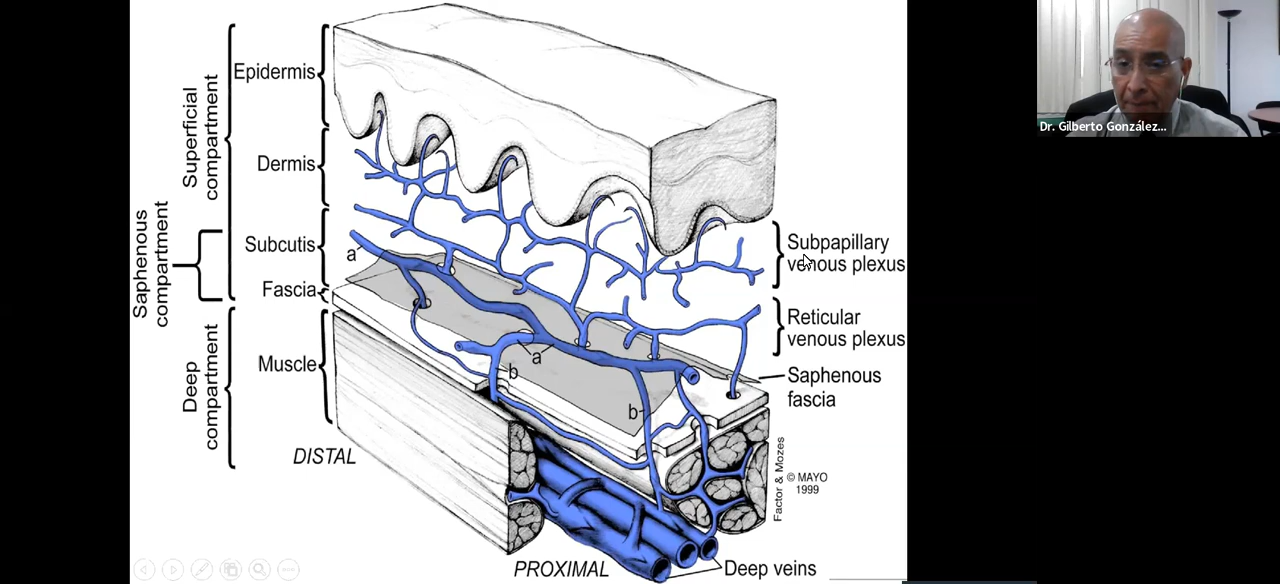 Dr. Gilberto González...
Superficial
compartment
Saphenous
compartment
Deep
compartment
Epidermis
Dermis
Subcutis
Fascia
Muscle
a
a
b
b
Subpapillary
venous plexus
Reticular
venous plexus
Saphenous
fascia
DISTAL
PROXIMAL
Deep veins
Factor & Mozes
© MAYO
1999